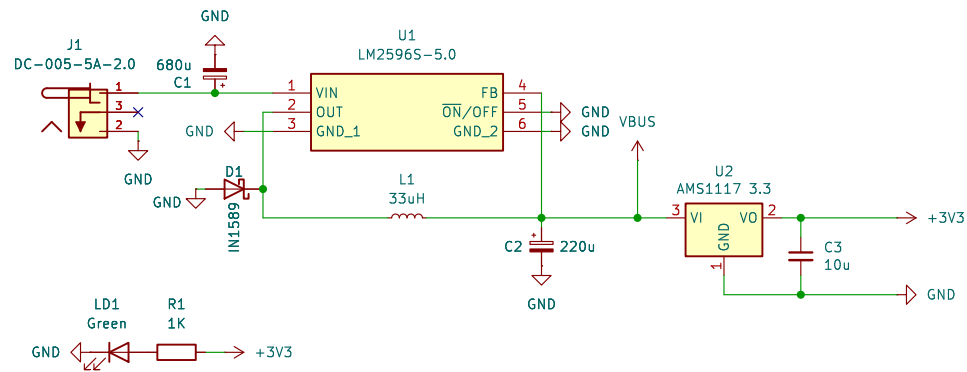 GND
J1
DC-005-5A-2.0
680u
C1
1
3
2
GND
U1
LM2596S-5.0
1
VIN
2
OUT
3
GND_1
FB
4
ON/OFF
5
GND_2
6
GND
GND
GND
D1
GND
IN1589
L1
33uH
VBUS
C2
220u
GND
U2
AMS1117 3.3
3
VI
VO
2
GND
1
+3V3
C3
10u
GND
LD1
Green
R1
1K
GND
+3V3